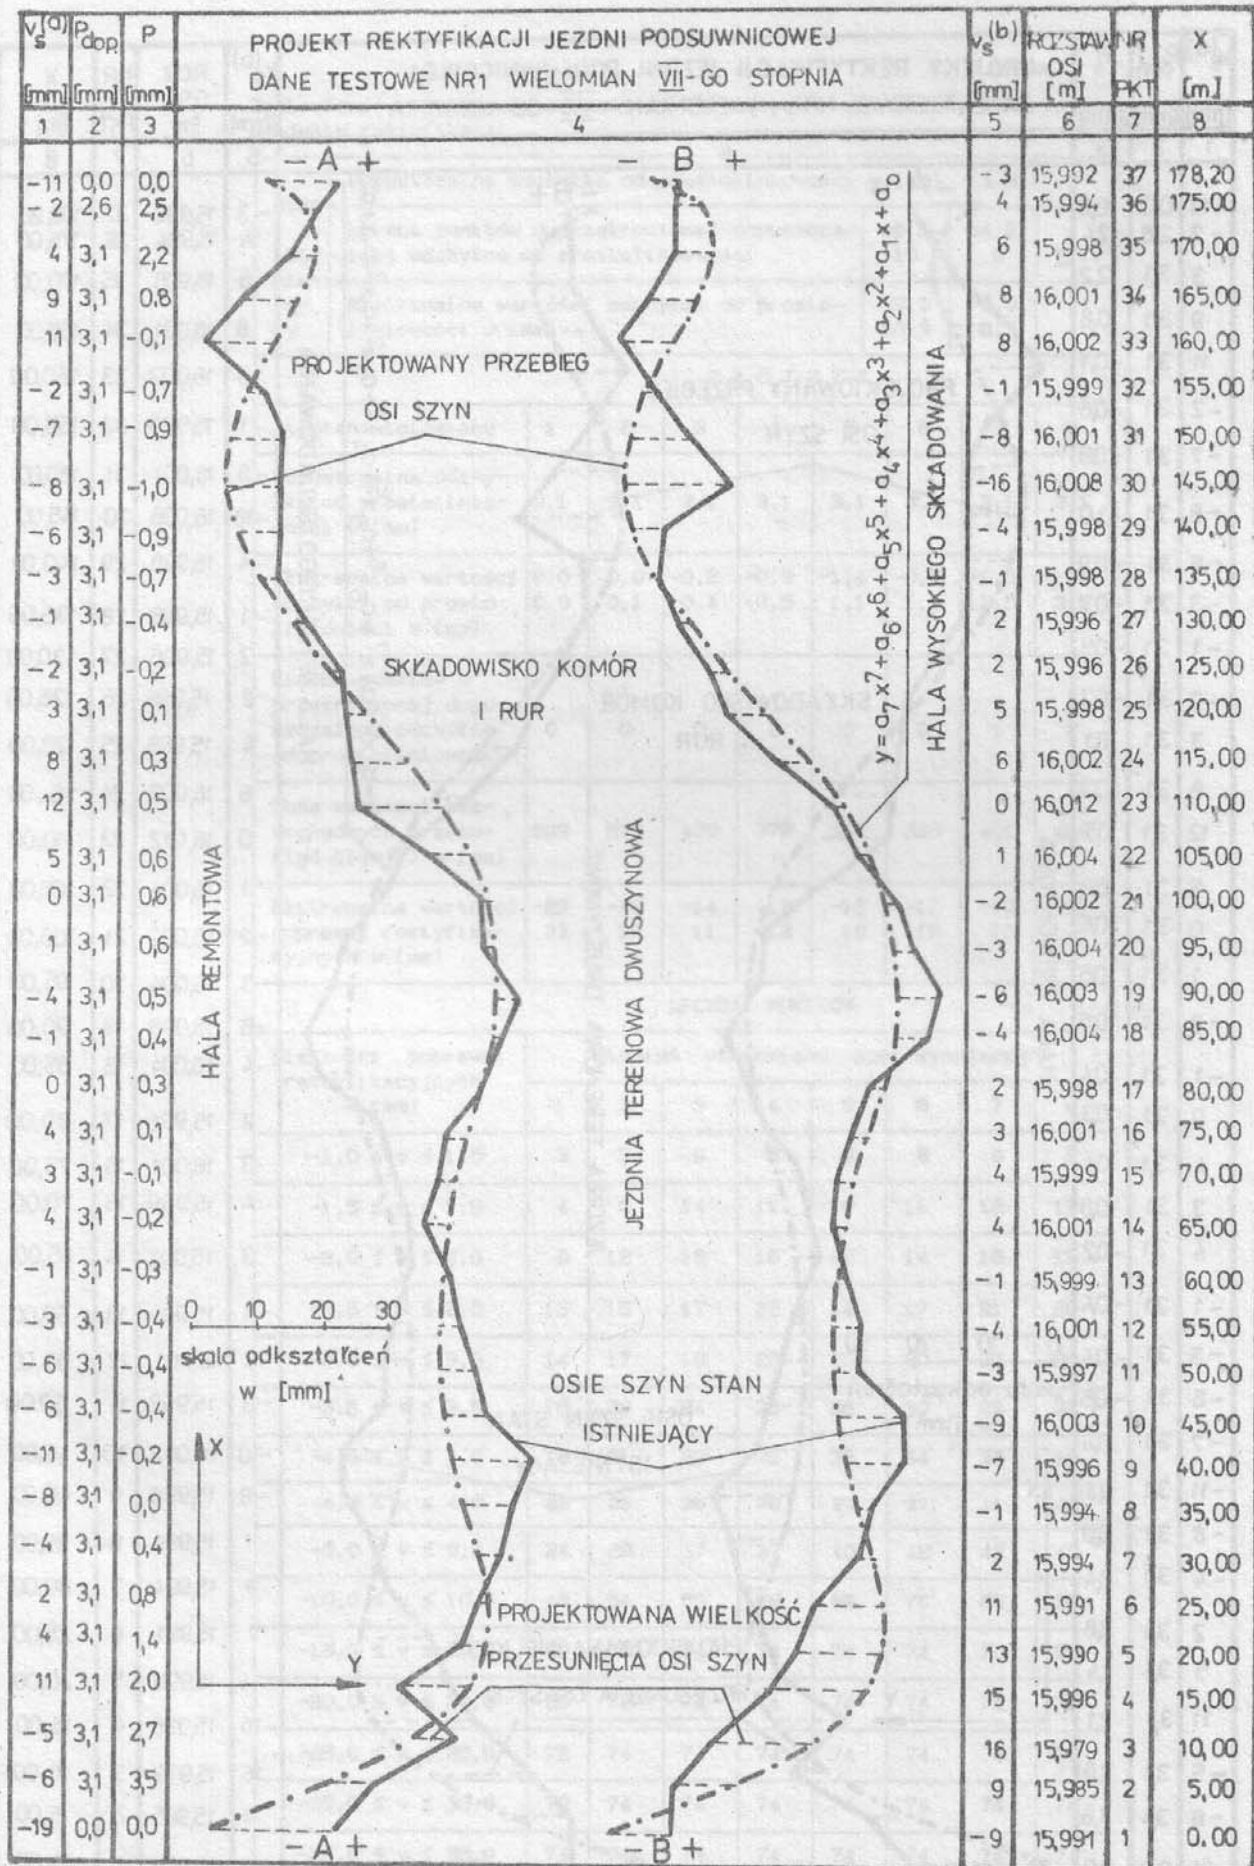 v_s^(a) P_dop P PROJEKT REKTYFIKACJI JEZDNI PODSUWNICOWEJ v_s^(b) ROZSTAW OSI NR PKT X
[mm] [mm] [mm] DANE TESTOWE NR1 WIELOMIAN VII-GO STOPNIA [mm] [m] [m]
1 2 3 4 5 6 7 8
- A + - B +
-11 0,0 0,0 -3 15,992 37 178,20
-2 2,6 2,5 4 15,994 36 175,00
4 3,1 2,2 6 15,998 35 170,00
9 3,1 0,8 8 16,001 34 165,00
11 3,1 -0,1 8 16,002 33 160,00
-2 3,1 -0,7 -1 15,999 32 155,00
-7 3,1 -0,9 -8 16,001 31 150,00
-8 3,1 -1,0 -16 16,008 30 145,00
-6 3,1 -0,9 -4 15,998 29 140,00
-3 3,1 -0,7 -1 15,998 28 135,00
-1 3,1 -0,4 2 15,996 27 130,00
-2 3,1 -0,2 2 15,996 26 125,00
3 3,1 0,1 5 15,998 25 120,00
8 3,1 0,3 6 16,002 24 115,00
12 3,1 0,5 0 16,012 23 110,00
5 3,1 0,6 1 16,004 22 105,00
0 3,1 0,6 -2 16,002 21 100,00
1 3,1 0,6 -3 16,004 20 95,00
-4 3,1 0,5 -6 16,003 19 90,00
-1 3,1 0,4 -4 16,004 18 85,00
0 3,1 0,3 2 15,998 17 80,00
4 3,1 0,1 3 16,001 16 75,00
3 3,1 -0,1 4 15,999 15 70,00
4 3,1 -0,2 4 16,001 14 65,00
-1 3,1 -0,3 -1 15,999 13 60,00
-3 3,1 -0,4 -4 16,001 12 55,00
-6 3,1 -0,4 -3 15,997 11 50,00
-6 3,1 -0,4 -9 16,003 10 45,00
-11 3,1 -0,2 -7 15,996 9 40,00
-8 3,1 0,0 -1 15,994 8 35,00
-4 3,1 0,4 2 15,994 7 30,00
2 3,1 0,8 11 15,991 6 25,00
4 3,1 1,4 13 15,990 5 20,00
11 3,1 2,0 15 15,996 4 15,00
-5 3,1 2,7 16 15,979 3 10,00
-6 3,1 3,5 9 15,985 2 5,00
-19 0,0 0,0 -9 15,991 1 0.00
PROJEKTOWANY PRZEBIEG
OSI SZYN
SKŁADOWISKO KOMÓR
I RUR
HALA REMONTOWA
JEZDNIA TERENOWA DWUSZYNOWA
y = a7x7 + a6x6 + a5x5 + a4x4 + a3x3 + a2x2 + a1x + a0
HALA WYSOKIEGO SKŁADOWANIA
0 10 20 30
skala odkształceń
w [mm]
X
Y
OSIE SZYN STAN
ISTNIEJĄCY
PROJEKTOWANA WIELKOŚĆ
PRZESUNIĘCIA OSI SZYN
- A + - B +